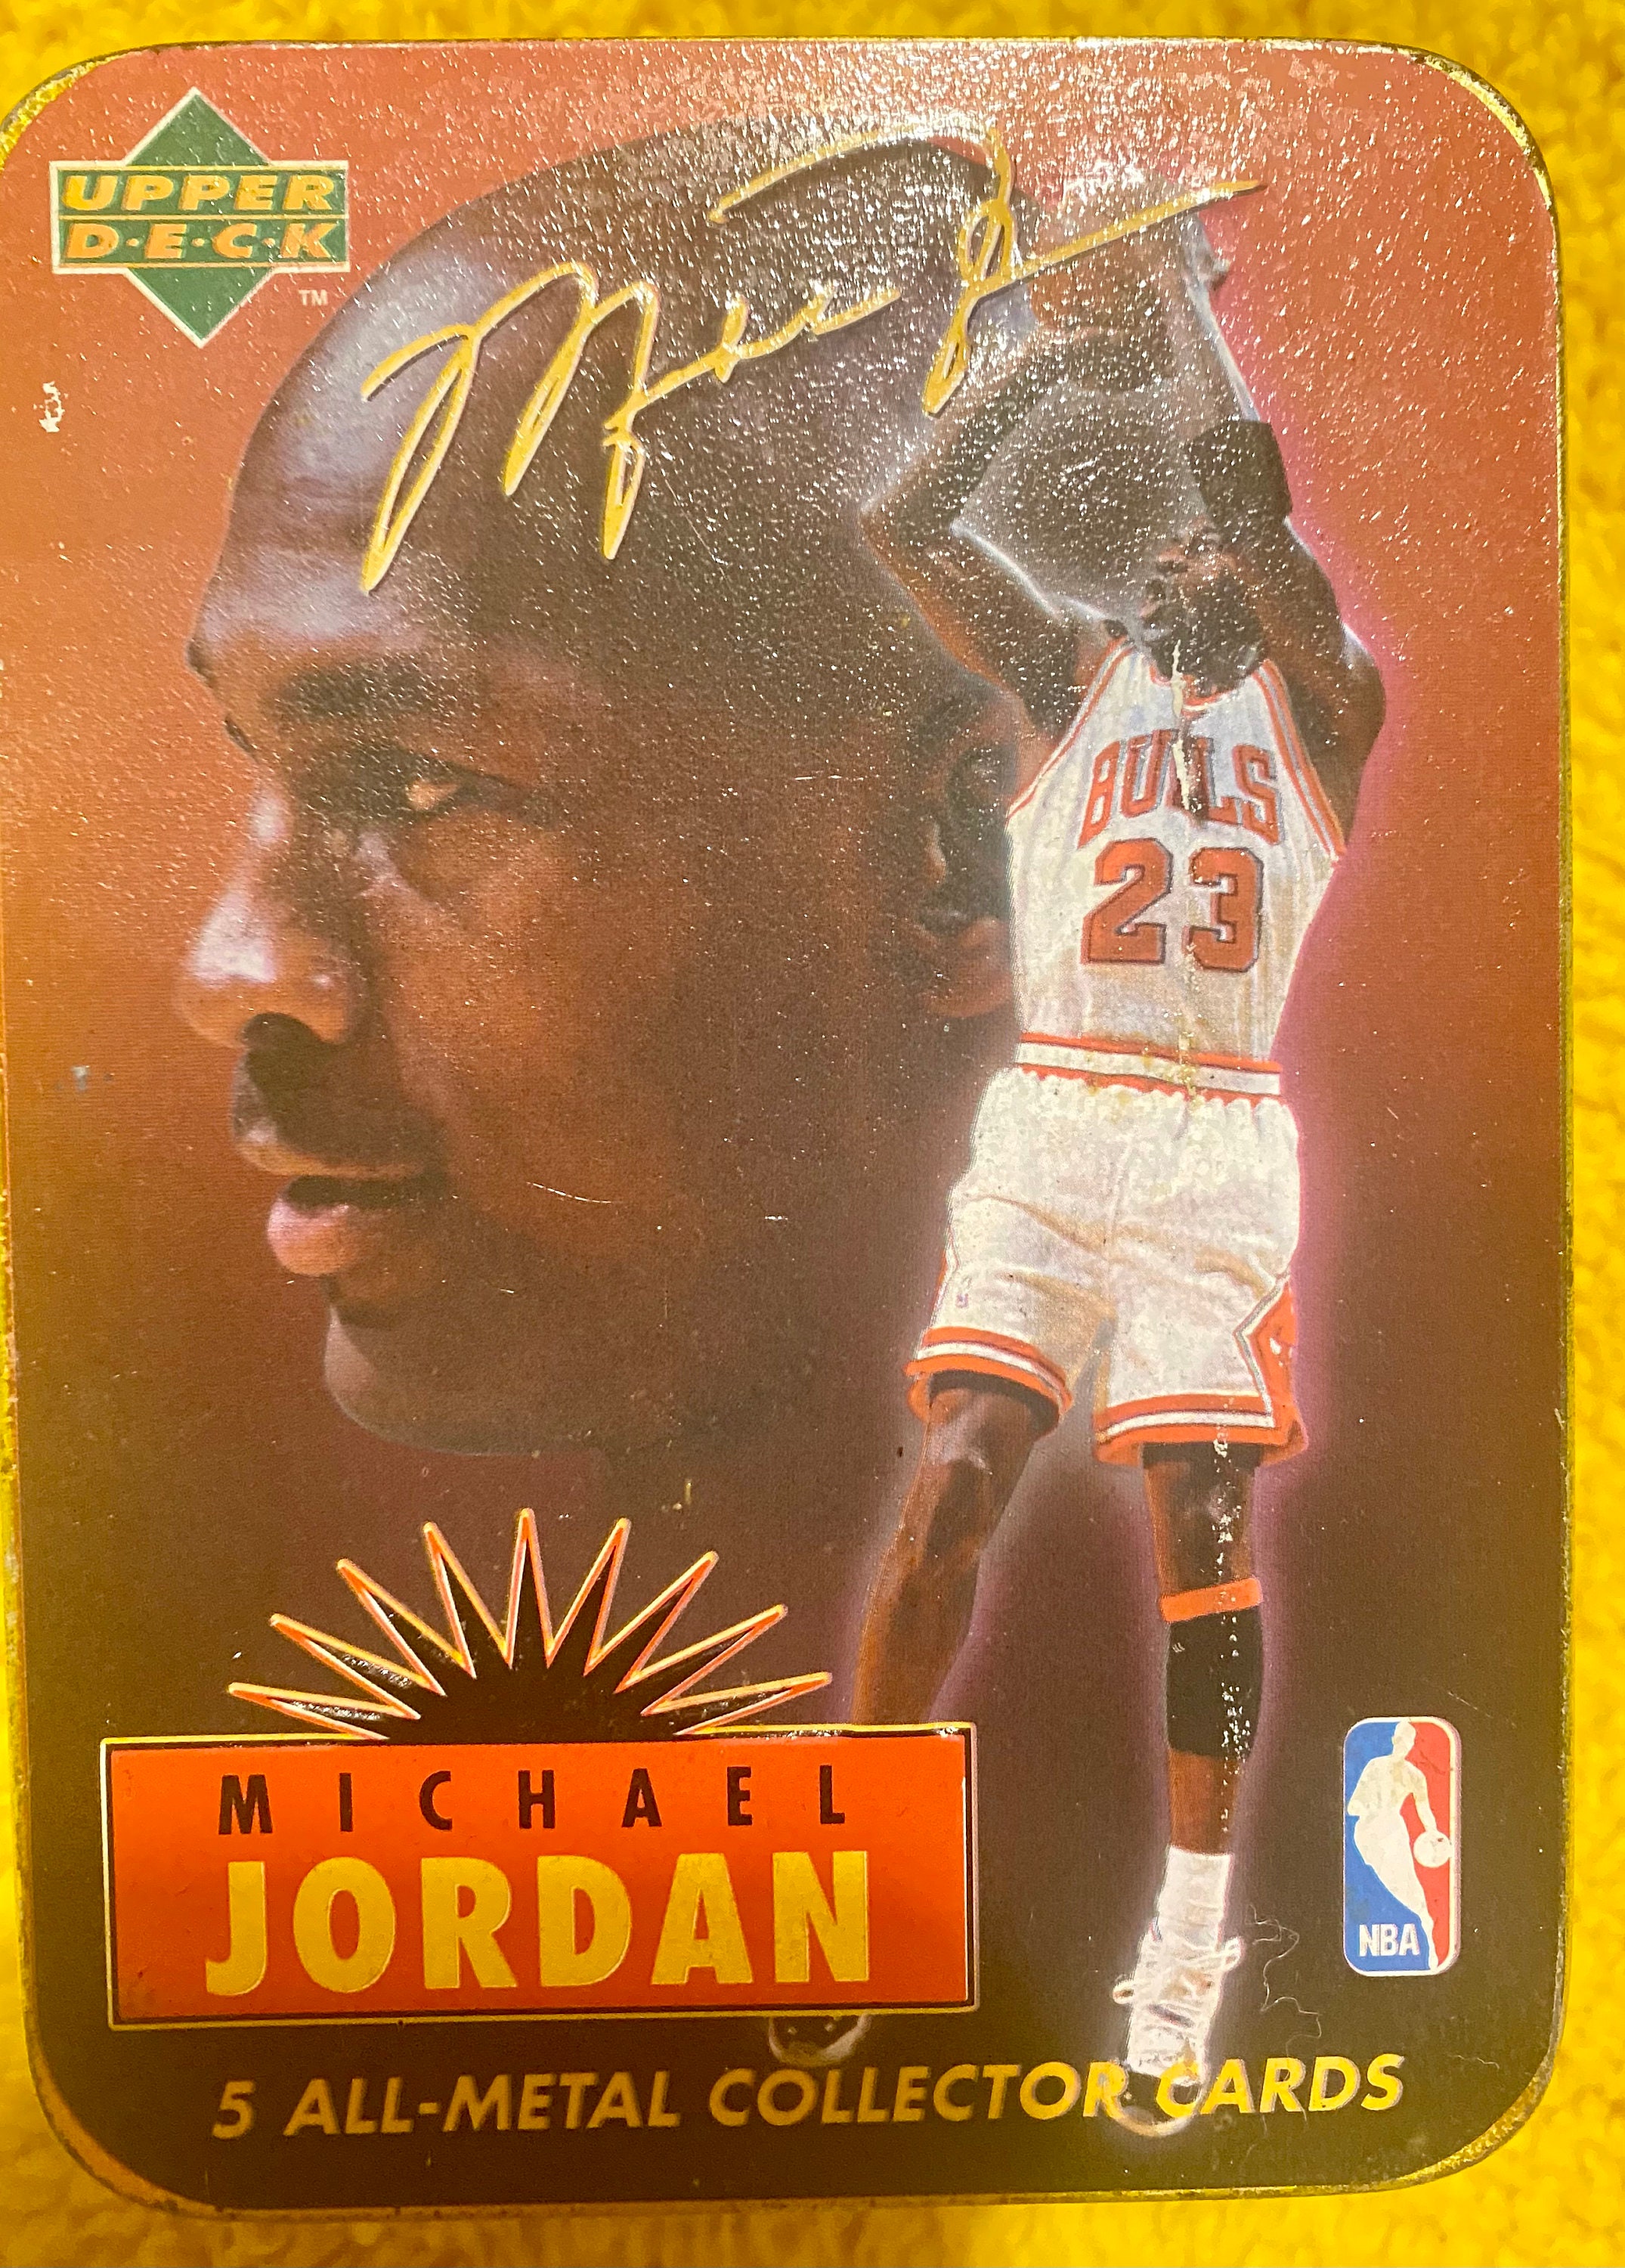 UPPER
D·E·C·K
TM
BULLS
23
MICHAEL
JORDAN
NBA
5 ALL-METAL COLLECTOR CARDS